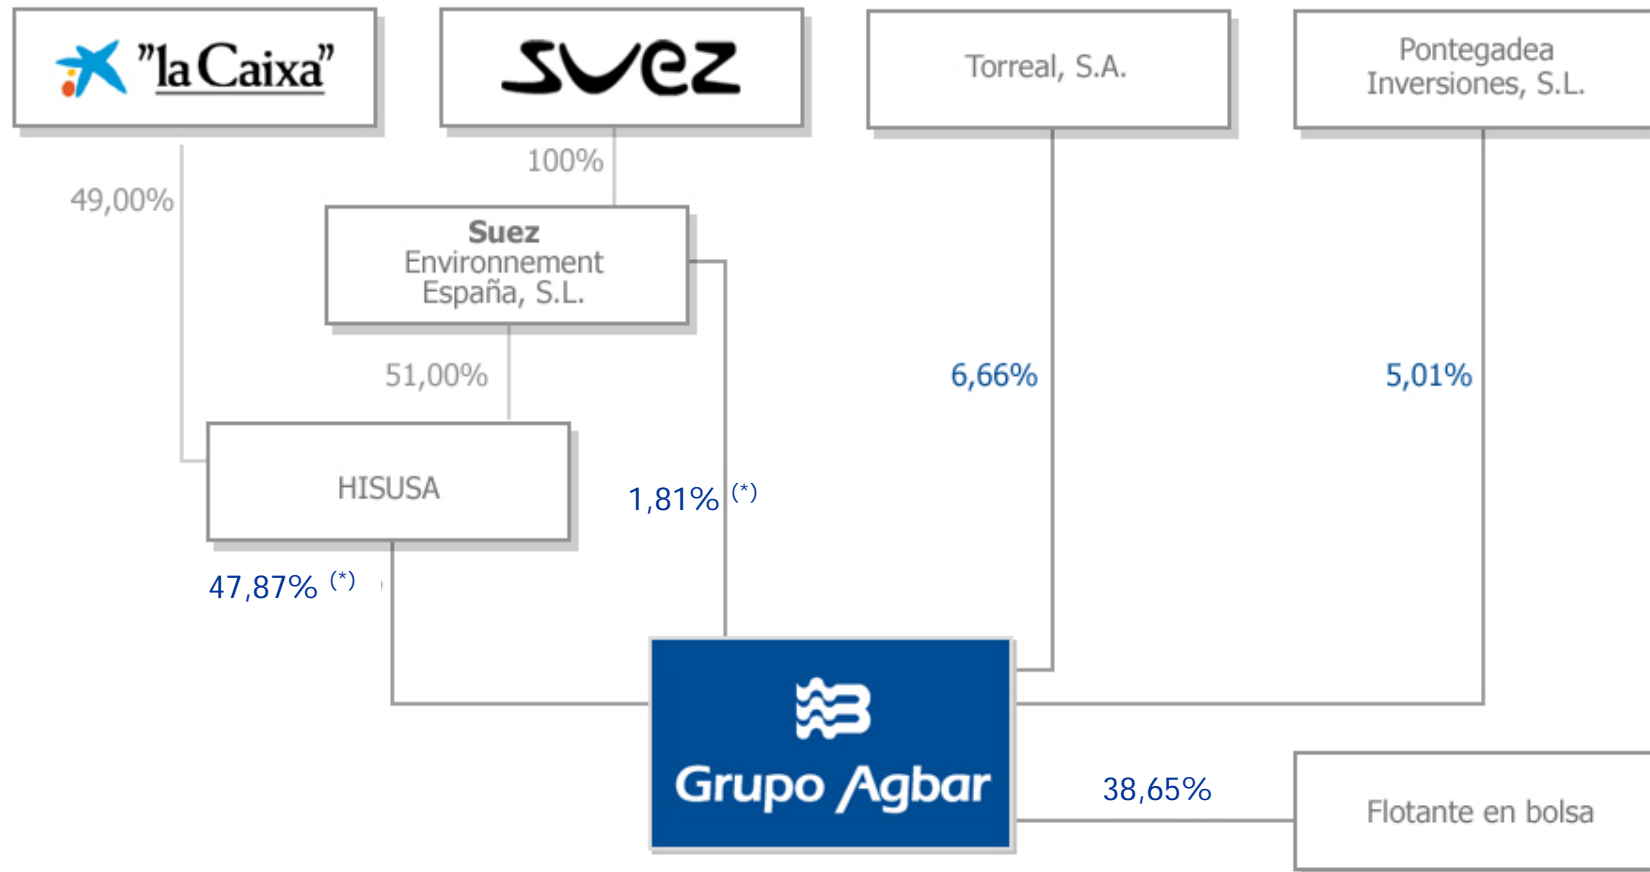 "la Caixa"
suez
Torreal, S.A.
Pontegadea
Inversiones, S.L.
100%
49,00%
Suez
Environnement
España, S.L.
51,00%
6,66%
5,01%
HISUSA
1,81% (*)
47,87% (*)
Grupo Agbar
38,65%
Flotante en bolsa